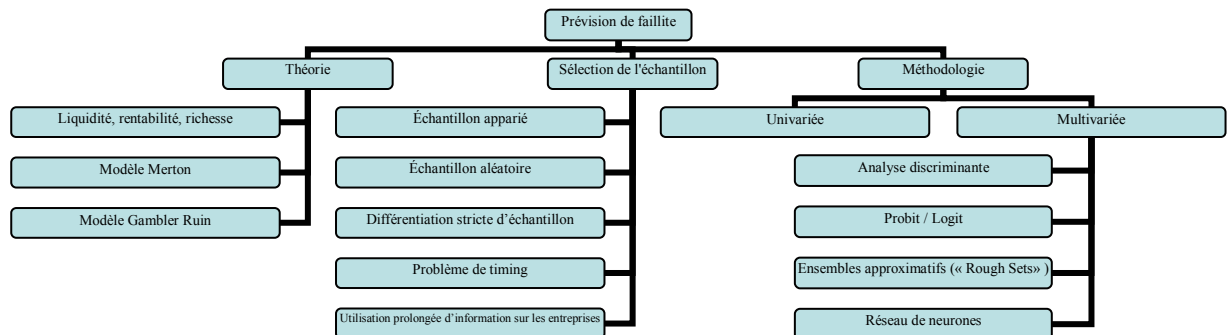 Prévision de faillite
Théorie
Sélection de l'échantillon
Méthodologie
Liquidité, rentabilité, richesse
Échantillon apparié
Univariée
Multivariée
Modèle Merton
Échantillon aléatoire
Analyse discriminante
Modèle Gambler Ruin
Différentiation stricte d’échantillon
Probit / Logit
Problème de timing
Ensembles approximatifs (« Rough Sets» )
Utilisation prolongée d’information sur les entreprises
Réseau de neurones